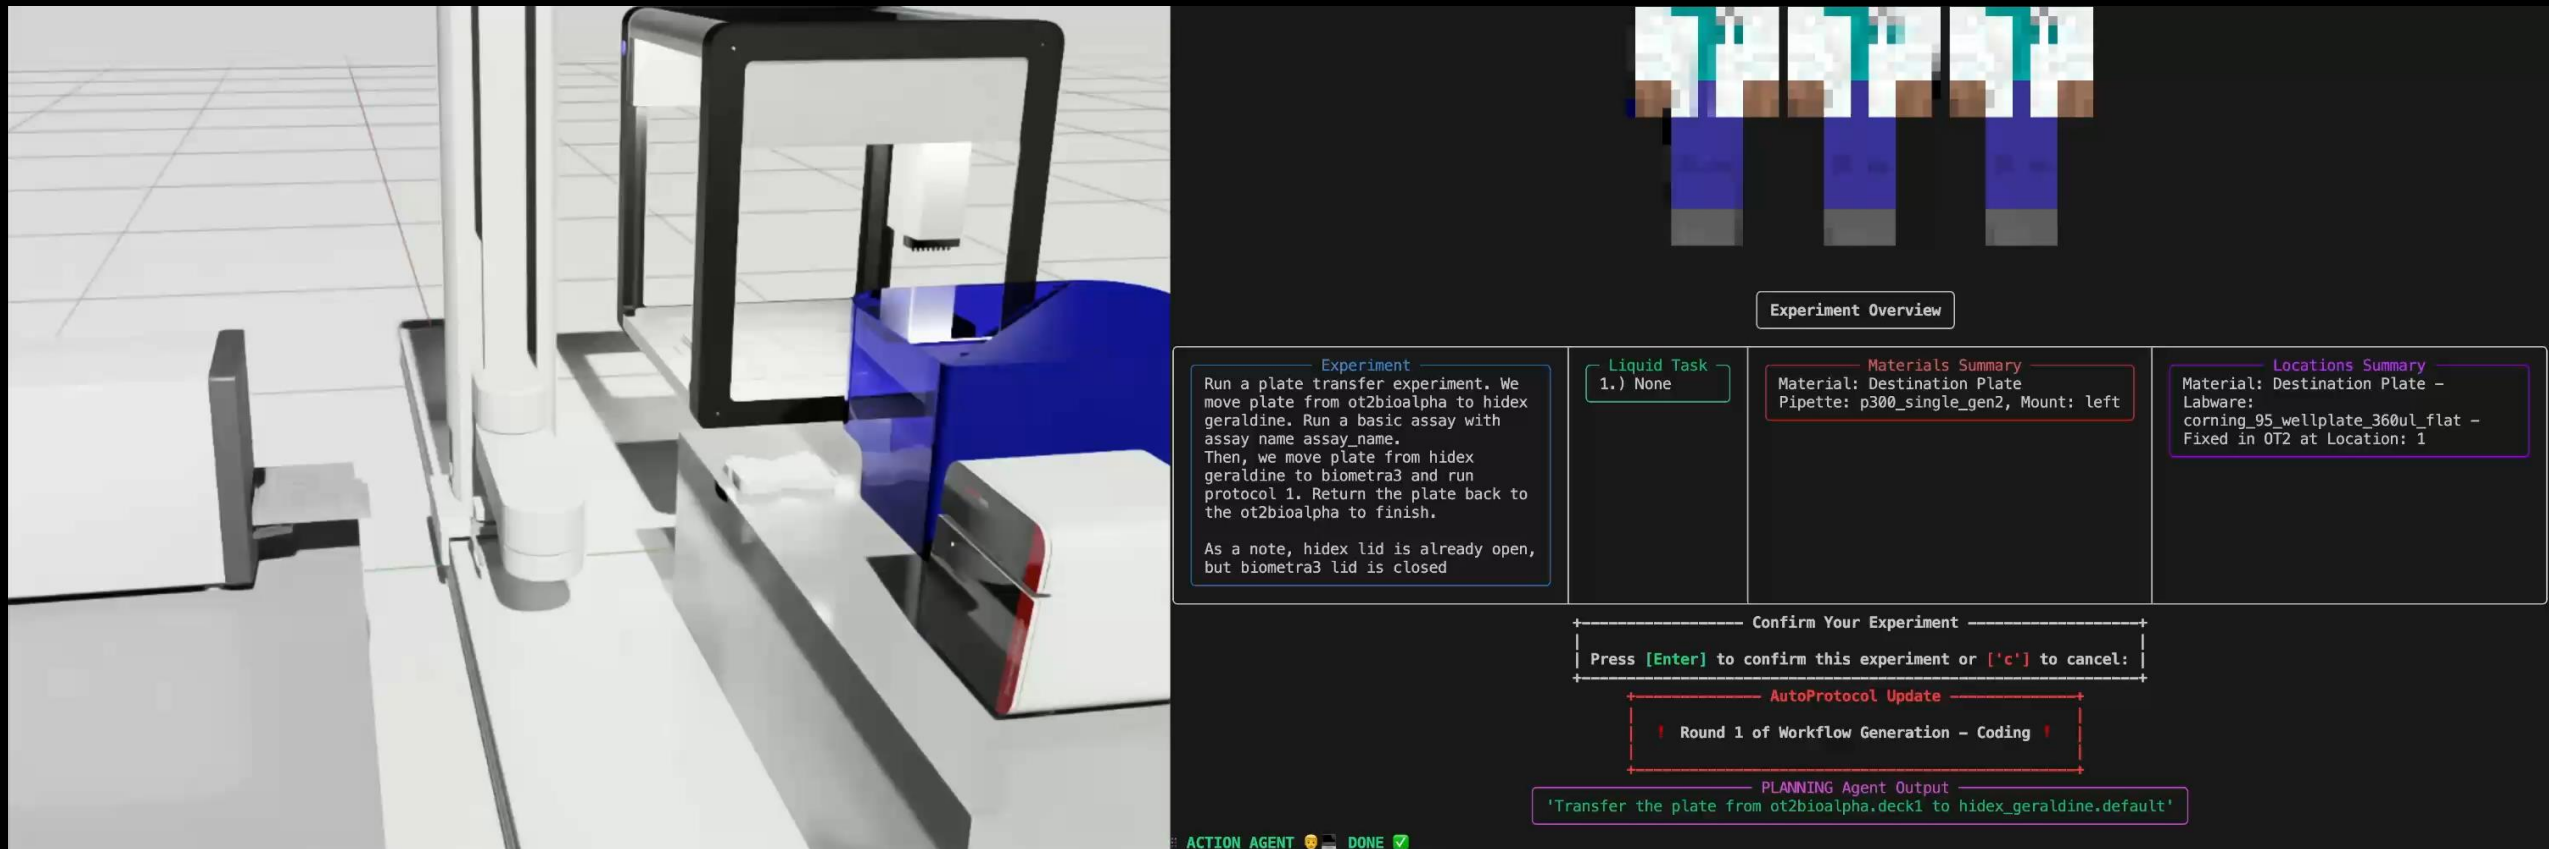 Experiment Overview
Experiment
Run a plate transfer experiment. We
move plate from ot2bioalpha to hidex
geraldine. Run a basic assay with
assay name assay_name.
Then, we move plate from hidex
geraldine to biometra3 and run
protocol 1. Return the plate back to
the ot2bioalpha to finish.
As a note, hidex lid is already open,
but biometra3 lid is closed
Liquid Task
1.) None
Materials Summary
Material: Destination Plate
Pipette: p300_single_gen2, Mount: left
Locations Summary
Material: Destination Plate –
Labware:
corning_95_wellplate_360ul_flat –
Fixed in OT2 at Location: 1
Confirm Your Experiment
Press [Enter] to confirm this experiment or ['c'] to cancel:
AutoProtocol Update
! Round 1 of Workflow Generation – Coding !
PLANNING Agent Output
'Transfer the plate from ot2bioalpha.deck1 to hidex_geraldine.default'
ACTION AGENT 👨‍💻 DONE ✅